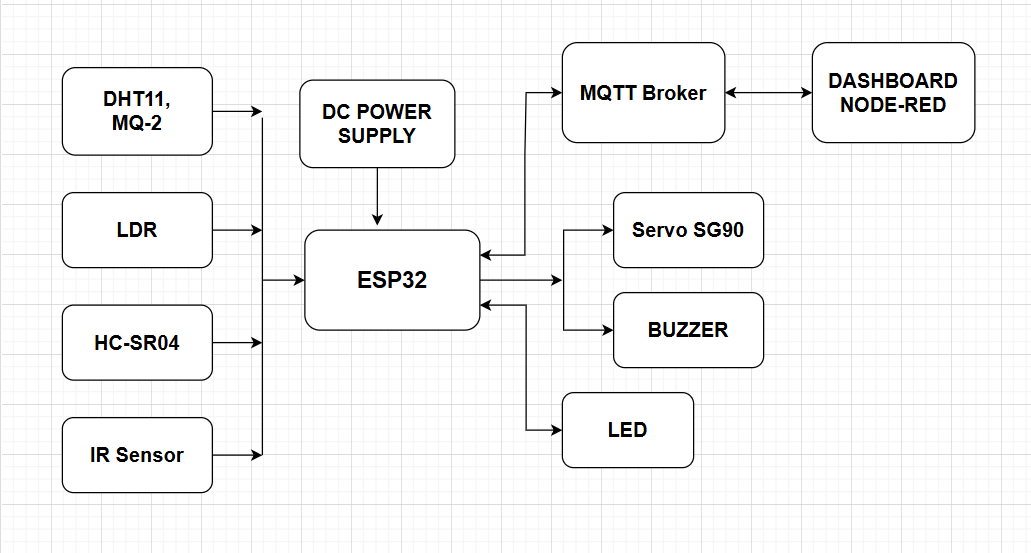 DHT11,
MQ-2
DC POWER
SUPPLY
MQTT Broker
DASHBOARD
NODE-RED
LDR
ESP32
Servo SG90
HC-SR04
BUZZER
IR Sensor
LED